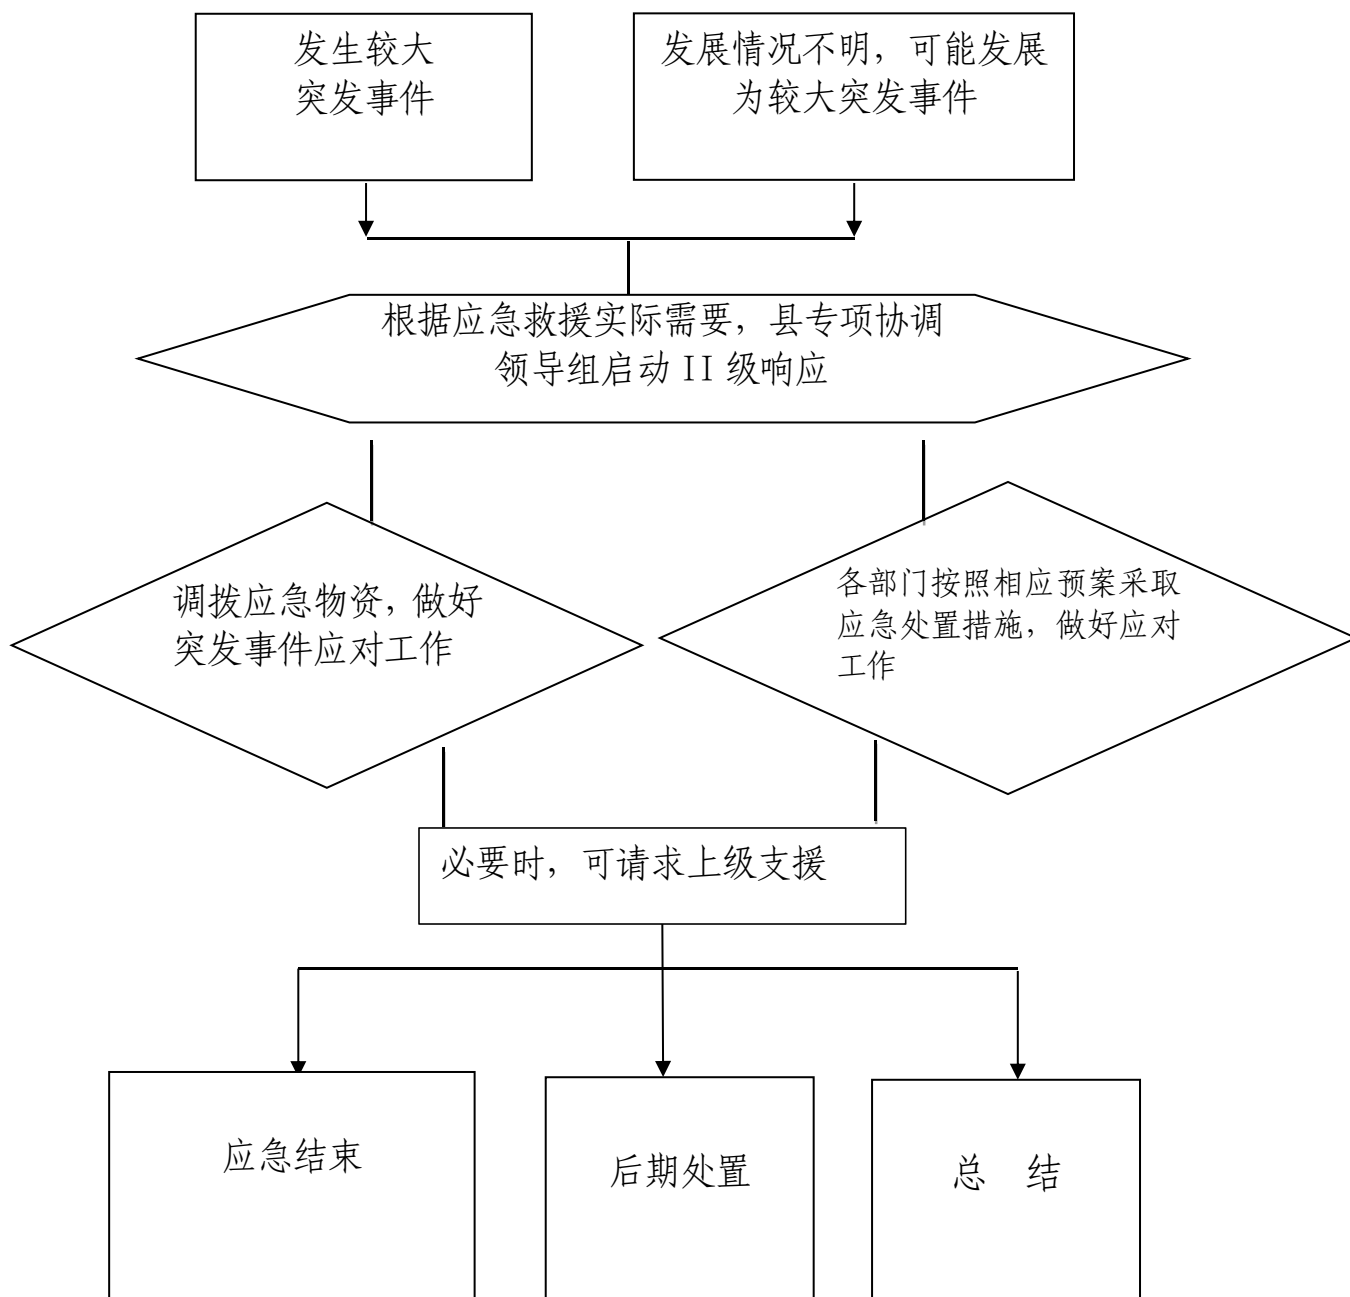 发生较大
突发事件
发展情况不明，可能发展
为较大突发事件
根据应急救援实际需要，县专项协调
领导组启动 II 级响应
调拨应急物资，做好
突发事件应对工作
各部门按照相应预案采取
应急处置措施，做好应对
工作
必要时，可请求上级支援
应急结束
后期处置
总　结